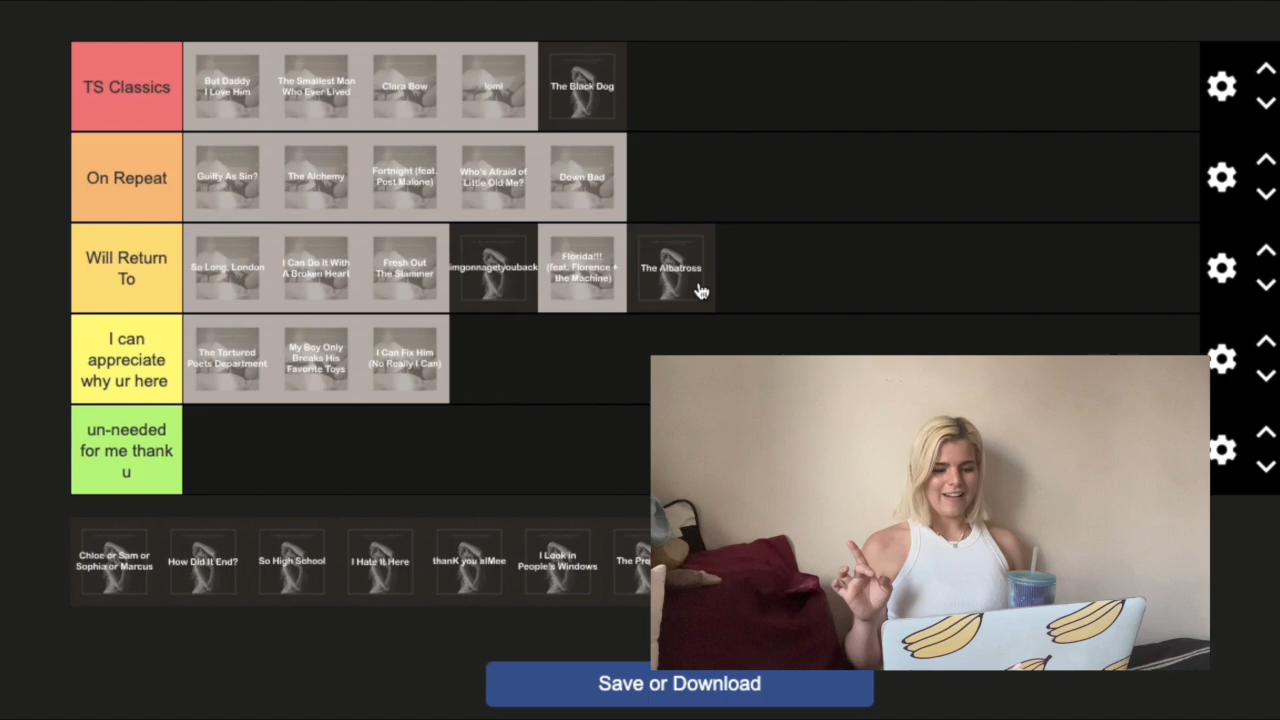 TS Classics
But Daddy
I Love Him
The Smallest Man
Who Ever Lived
Clara Bow
loml
The Black Dog
On Repeat
Guilty As Sin?
The Alchemy
Fortnight (feat.
Post Malone)
Who's Afraid of
Little Old Me?
Down Bad
Will Return
To
So Long, London
I Can Do It With
A Broken Heart
Fresh Out
The Slammer
imgonnagetyouback
Florida!!!
(feat. Florence +
the Machine)
The Albatross
I can
appreciate
why ur here
The Tortured
Poets Department
My Boy Only
Breaks His
Favorite Toys
I Can Fix Him
(No Really I Can)
un-needed
for me thank
u
Chloe or Sam or
Sophia or Marcus
How Did It End?
So High School
I Hate It Here
thanK you aIMee
I Look in
People's Windows
The Pro
Save or Download